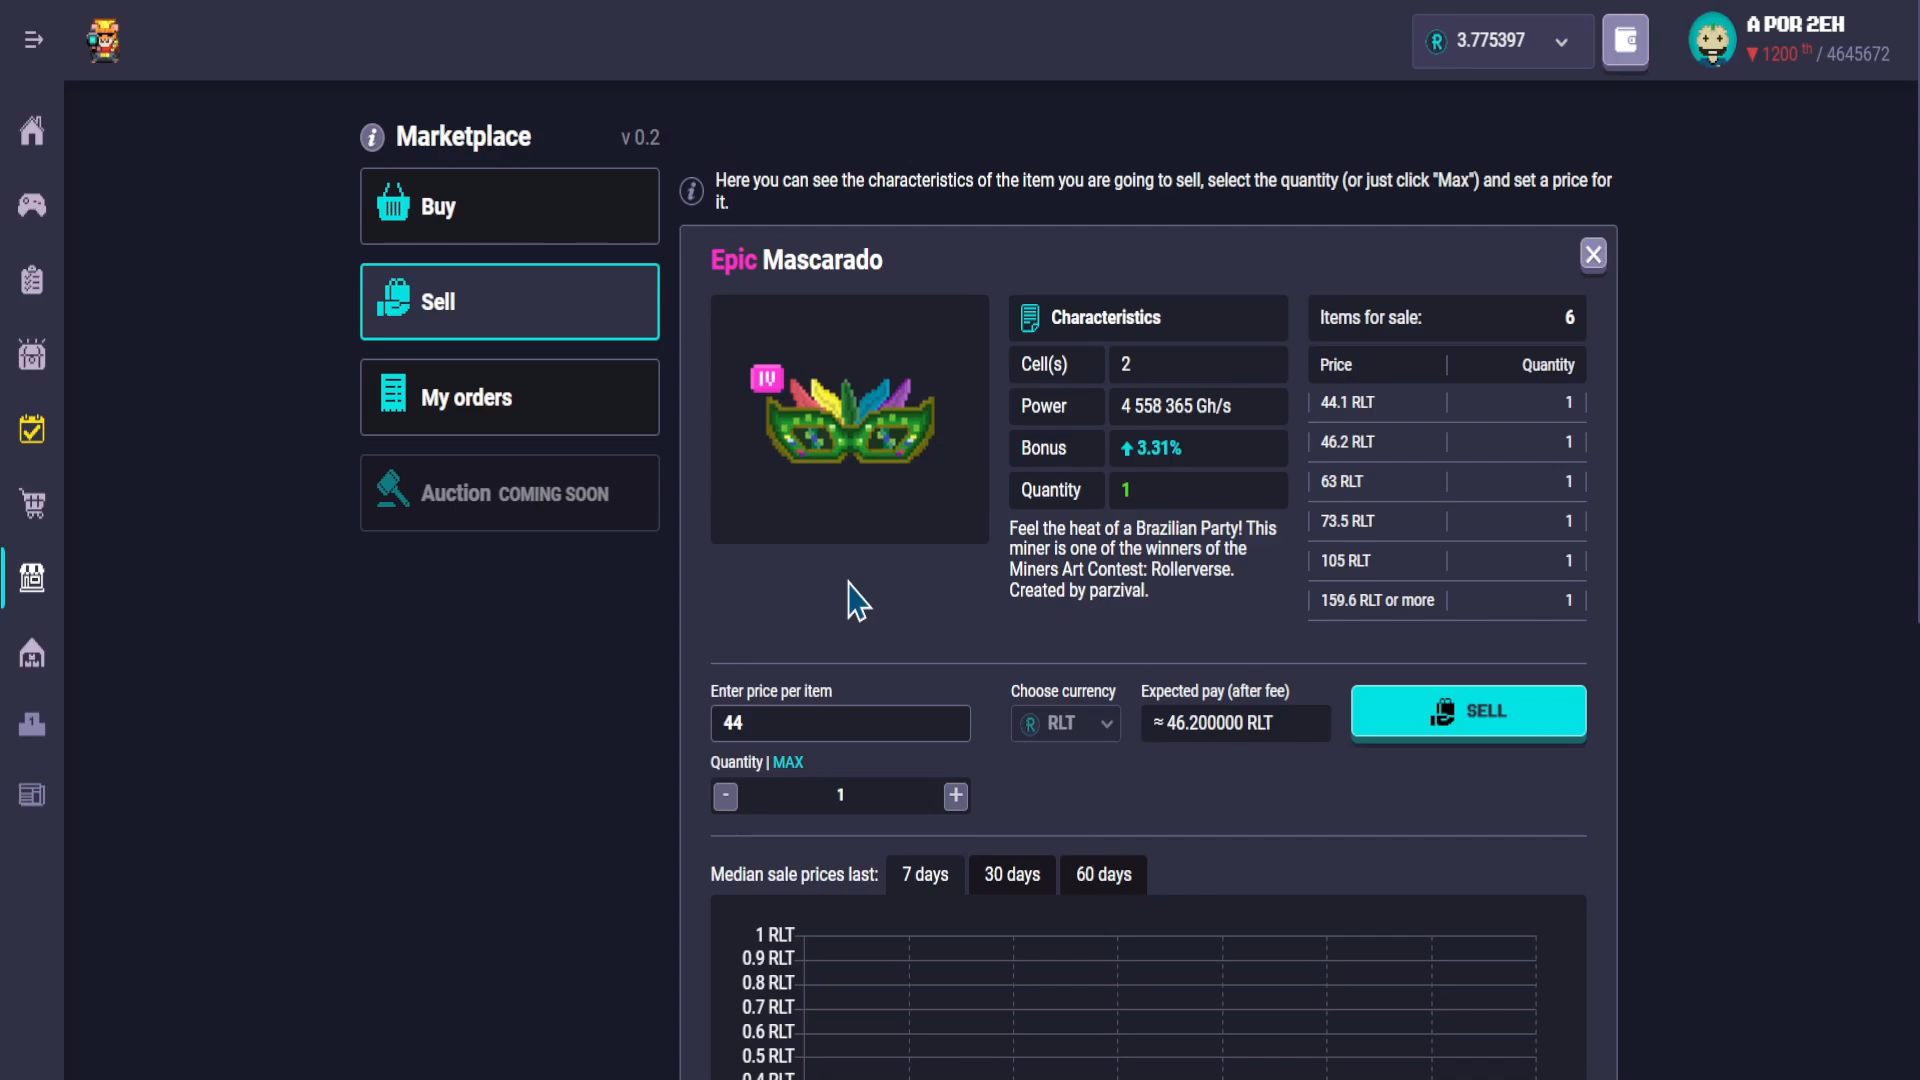 3.775397
A POR 2EH
▼1200 th / 4645672
Marketplace
v 0.2
Buy
Sell
My orders
Auction COMING SOON
Here you can see the characteristics of the item you are going to sell, select the quantity (or just click "Max") and set a price for
it.
Epic Mascarado
IV
Characteristics
Cell(s) 2
Power 4 558 365 Gh/s
Bonus 3.31%
Quantity 1
Feel the heat of a Brazilian Party! This
miner is one of the winners of the
Miners Art Contest: Rollerverse.
Created by parzival.
Items for sale: 6
Price Quantity
44.1 RLT 1
46.2 RLT 1
63 RLT 1
73.5 RLT 1
105 RLT 1
159.6 RLT or more 1
Enter price per item
44
Choose currency
RLT
Expected pay (after fee)
≈ 46.200000 RLT
SELL
Quantity | MAX
- 1 +
Median sale prices last: 7 days 30 days 60 days
1 RLT
0.9 RLT
0.8 RLT
0.7 RLT
0.6 RLT
0.5 RLT
0.4 RLT